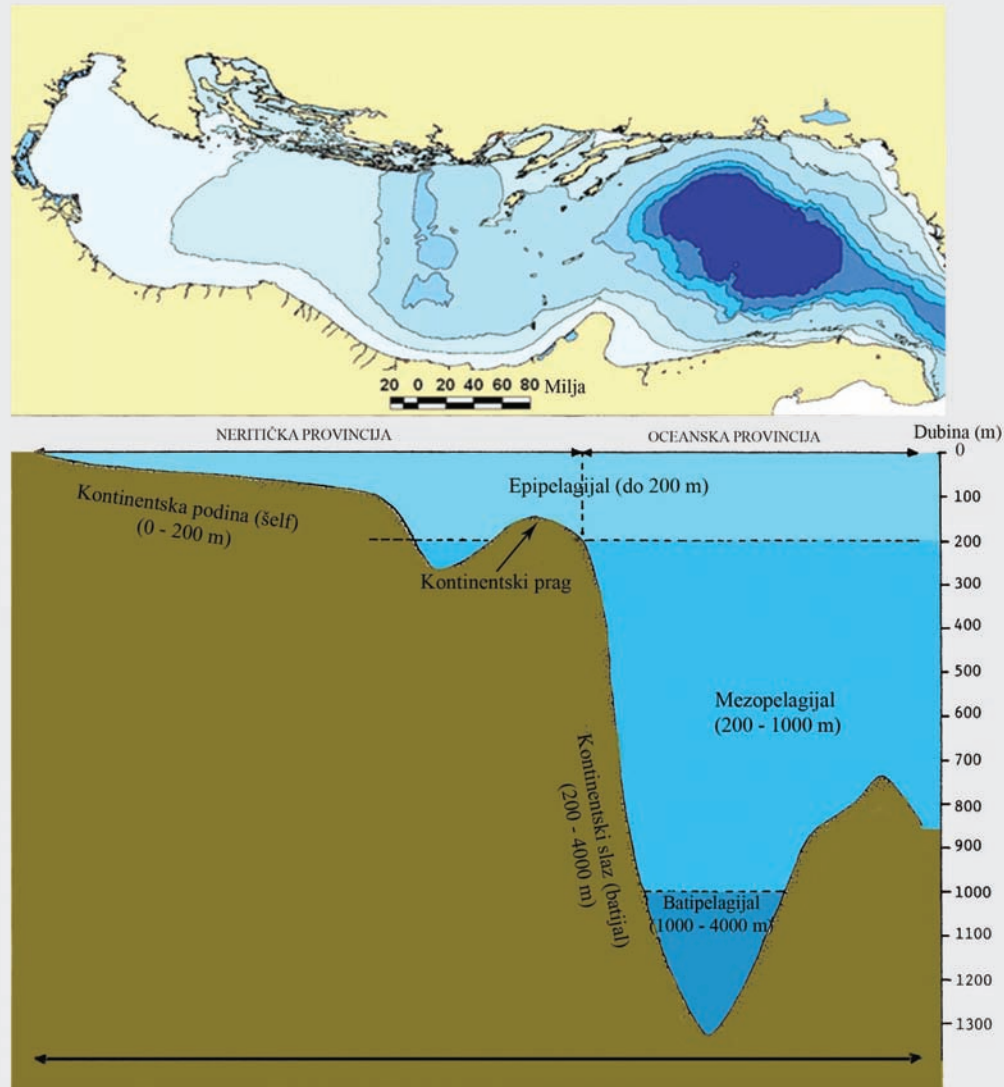 20 0 20 40 60 80 Milja
NERITIČKA PROVINCIJA
OCEANSKA PROVINCIJA
Dubina (m)
0
Epipelagijal (do 200 m)
Kontinentska podina (šelf)
(0 - 200 m)
100
200
Kontinentski prag
300
400
500
600
Mezopelagijal
(200 - 1000 m)
700
Kontinentski slaz (batijal)
(200 - 4000 m)
800
900
1000
Batipelagijal
(1000 - 4000 m)
1100
1200
1300